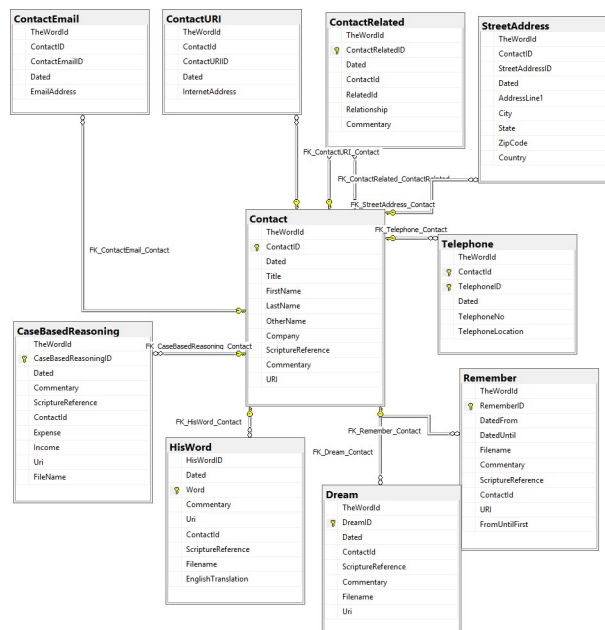 ContactEmail
TheWordId
ContactID
ContactEmailID
Dated
EmailAddress
ContactURI
TheWordId
ContactId
ContactURIID
Dated
InternetAddress
ContactRelated
TheWordId
ContactRelatedID
Dated
ContactId
RelatedId
Relationship
Commentary
StreetAddress
TheWordId
ContactID
StreetAddressID
Dated
AddressLine1
City
State
ZipCode
Country
FK_ContactURI_Contact
FK_ContactRelated_ContactRelated
FK_StreetAddress_Contact
FK_Telephone_Contact
FK_ContactEmail_Contact
Contact
TheWordId
ContactID
Dated
Title
FirstName
LastName
OtherName
Company
ScriptureReference
Commentary
URI
Telephone
TheWordId
ContactId
TelephoneID
Dated
TelephoneNo
TelephoneLocation
CaseBasedReasoning
TheWordId
CaseBasedReasoningID
Dated
Commentary
ScriptureReference
ContactId
Expense
Income
Uri
FileName
FK_CaseBasedReasoning_Contact
FK_HisWord_Contact
FK_Remember_Contact
FK_Dream_Contact
Remember
TheWordId
RememberID
DatedFrom
DatedUntil
Filename
Commentary
ScriptureReference
ContactId
URI
FromUntilFirst
HisWord
HisWordID
Dated
Word
Commentary
Uri
ContactId
ScriptureReference
Filename
EnglishTranslation
Dream
TheWordId
DreamID
Dated
ContactId
ScriptureReference
Commentary
Filename
Uri